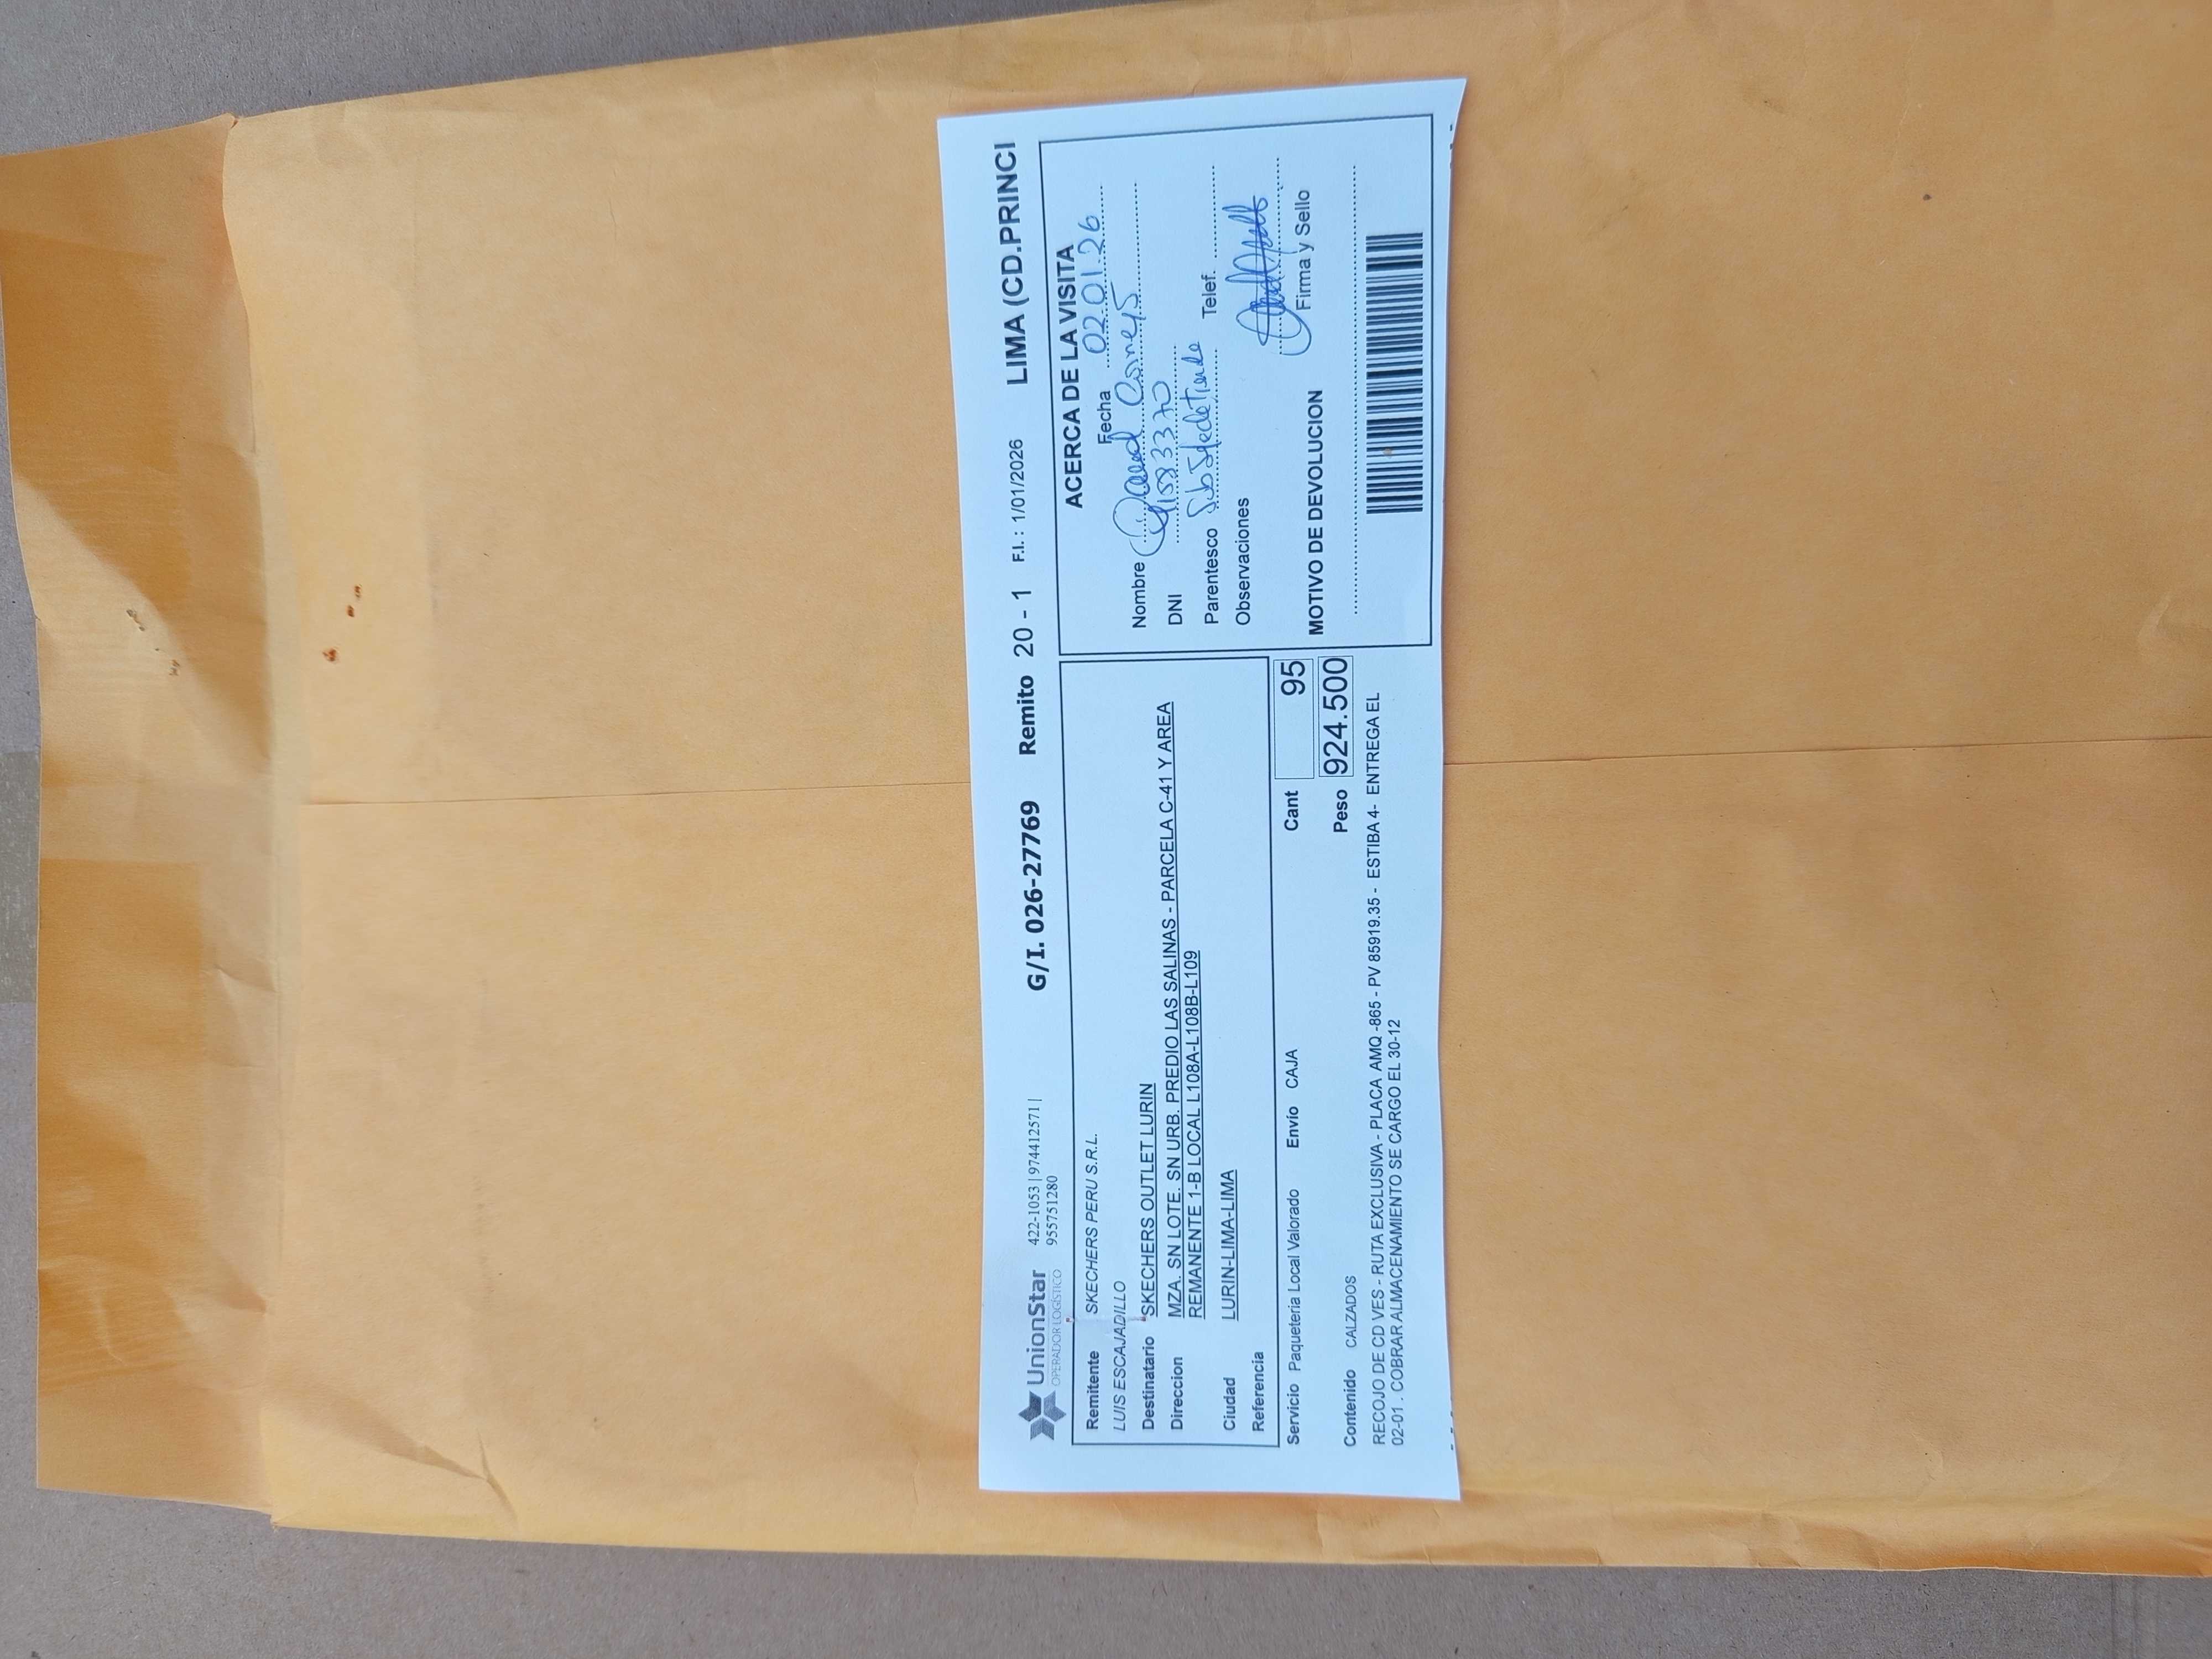 UnionStar
OPERADOR LOGÍSTICO
422-1053 | 974412571 |
955751280
G/I. 026-27769 Remito 20 - 1 F.I. : 1/01/2026 LIMA (CD.PRINCI
Remitente SKECHERS PERU S.R.L.
LUIS ESCAJADILLO
Destinatario SKECHERS OUTLET LURIN
Direccion MZA. SN LOTE. SN URB. PREDIO LAS SALINAS - PARCELA C-41 Y AREA
REMANENTE 1-B LOCAL L108A-L108B-L109
Ciudad LURIN-LIMA-LIMA
Referencia
Servicio Paqueteria Local Valorado Envío CAJA Cant 95
Peso 924.500
Contenido CALZADOS
RECOJO DE CD VES - RUTA EXCLUSIVA - PLACA AMQ -865 - PV 85919.35 - ESTIBA 4- ENTREGA EL
02-01 . COBRAR ALMACENAMIENTO SE CARGO EL 30-12
ACERCA DE LA VISITA
Fecha 02.01.26
Nombre
DNI
Parentesco Telef.
Observaciones
Firma y Sello
MOTIVO DE DEVOLUCION